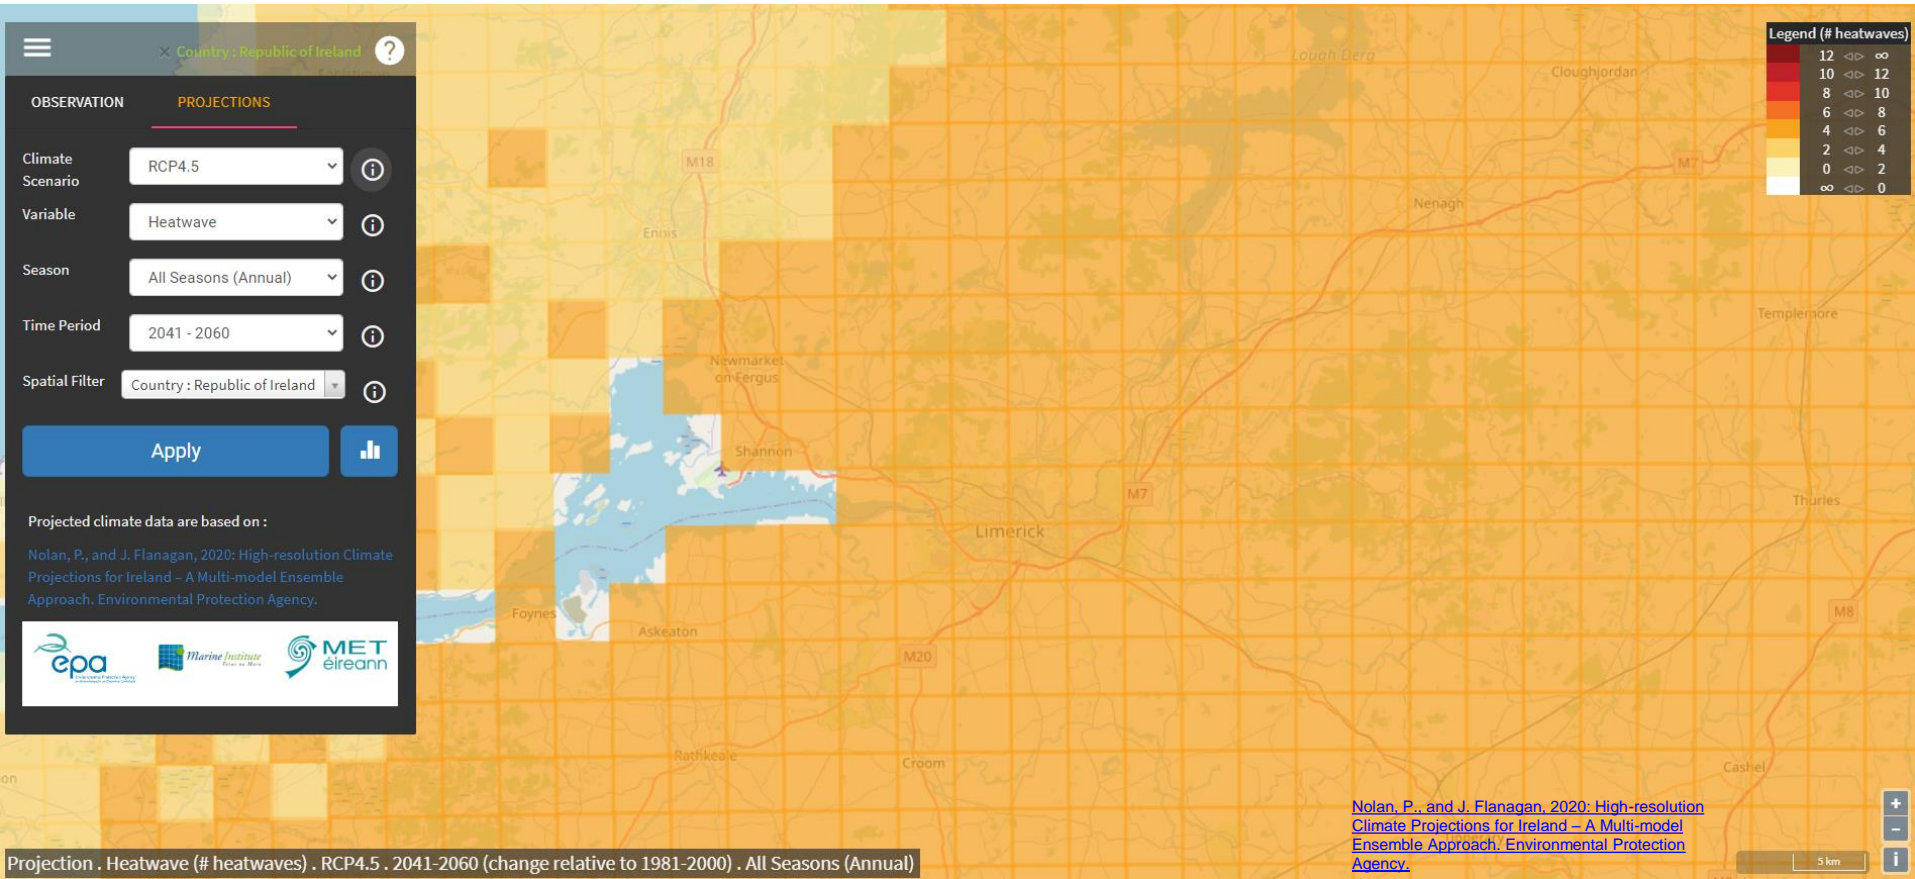 × Country : Republic of Ireland ?
OBSERVATION PROJECTIONS
Climate Scenario RCP4.5
Variable Heatwave
Season All Seasons (Annual)
Time Period 2041 - 2060
Spatial Filter Country : Republic of Ireland
Apply
Projected climate data are based on :
Nolan, P., and J. Flanagan, 2020: High-resolution Climate
Projections for Ireland – A Multi-model Ensemble
Approach. Environmental Protection Agency.
epa
Marine Institute
MET
éireann
Lough Derg
Cloughjordan
M18
M7
Nenagh
Ennis
Templemore
Newmarket
on Fergus
Shannon
M7
Thurles
Limerick
Foynes
Askeaton
M8
M20
Rathkeale
Croom
Cashel
Legend (# heatwaves)
12 ◁▷ ∞
10 ◁▷ 12
8 ◁▷ 10
6 ◁▷ 8
4 ◁▷ 6
2 ◁▷ 4
0 ◁▷ 2
∞ ◁▷ 0
Nolan, P., and J. Flanagan, 2020: High-resolution
Climate Projections for Ireland – A Multi-model
Ensemble Approach. Environmental Protection
Agency.
+
−
i
5 km
Projection . Heatwave (# heatwaves) . RCP4.5 . 2041-2060 (change relative to 1981-2000) . All Seasons (Annual)